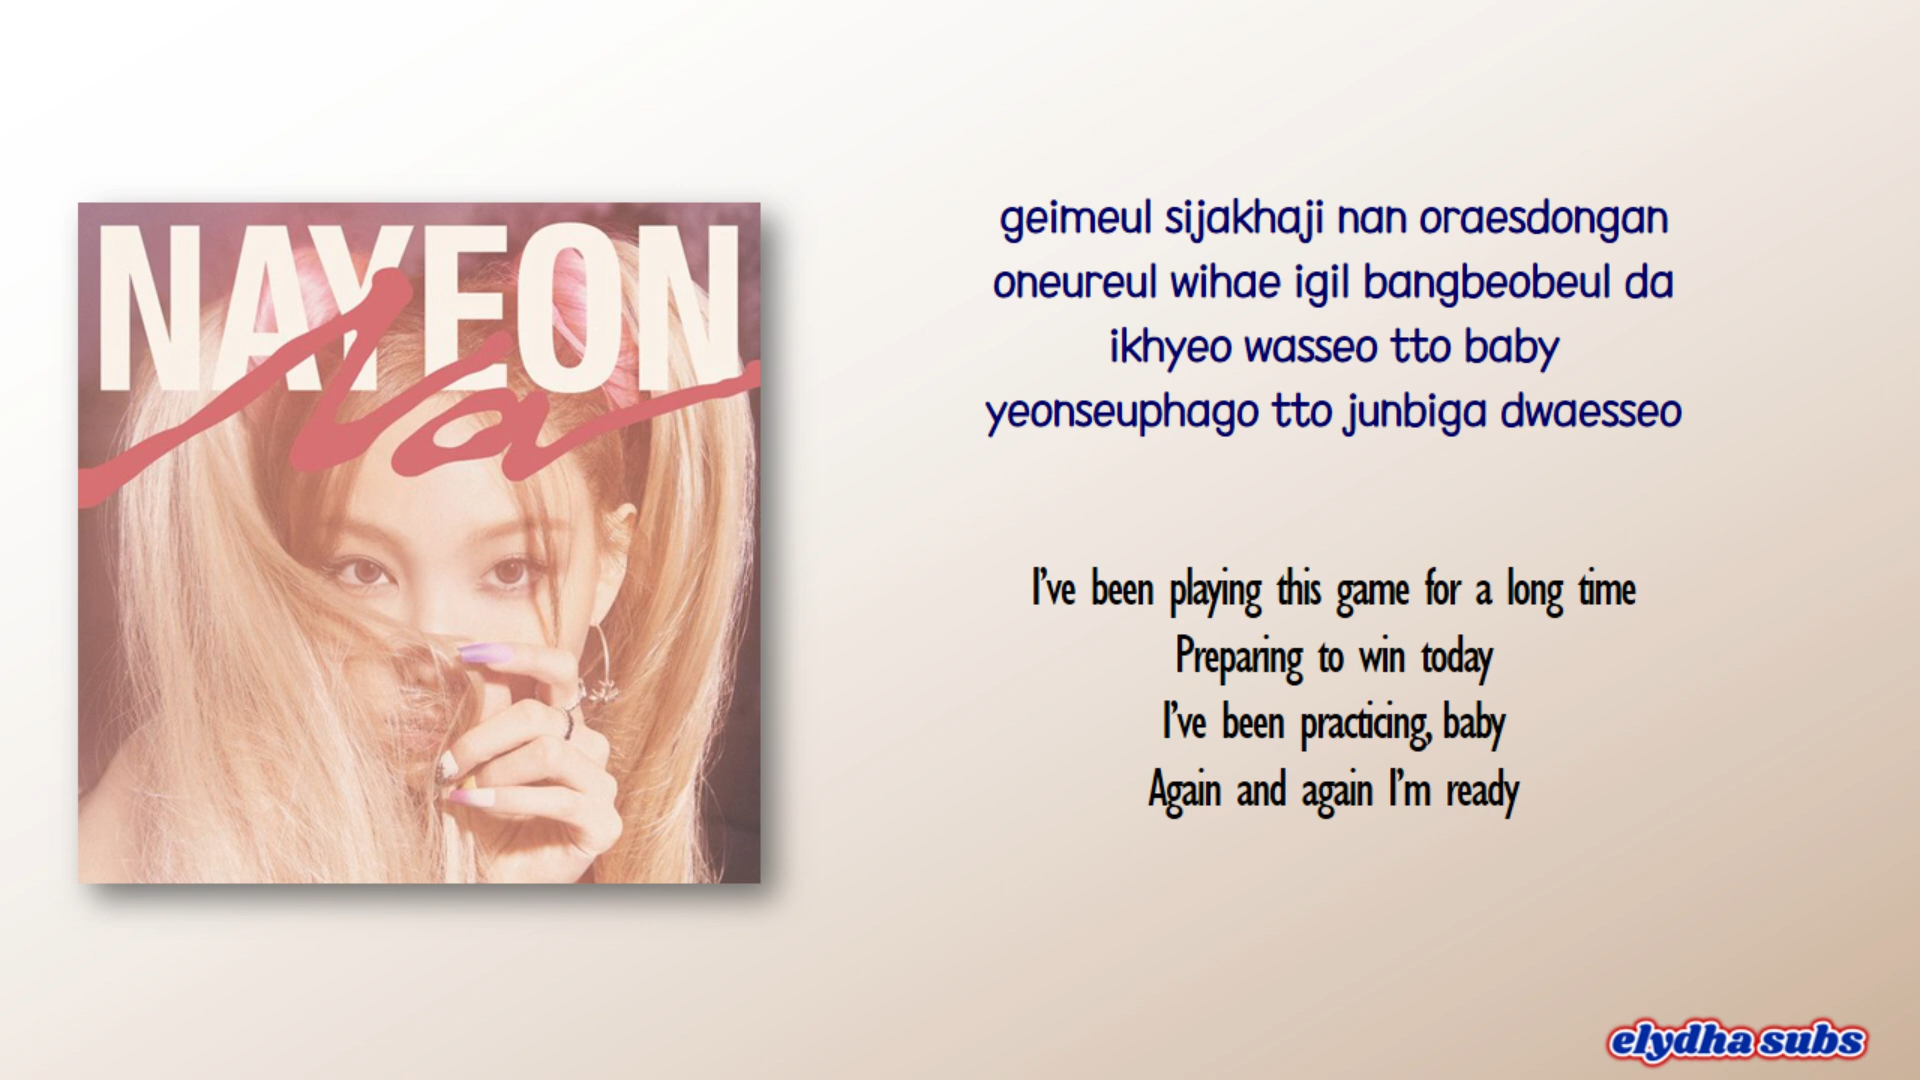 NAYEON
Na
geimeul sijakhaji nan oraesdongan
oneureul wihae igil bangbeobeul da
ikhyeo wasseo tto baby
yeonseuphago tto junbiga dwaesseo
I've been playing this game for a long time
Preparing to win today
I've been practicing, baby
Again and again I'm ready
elydha subs